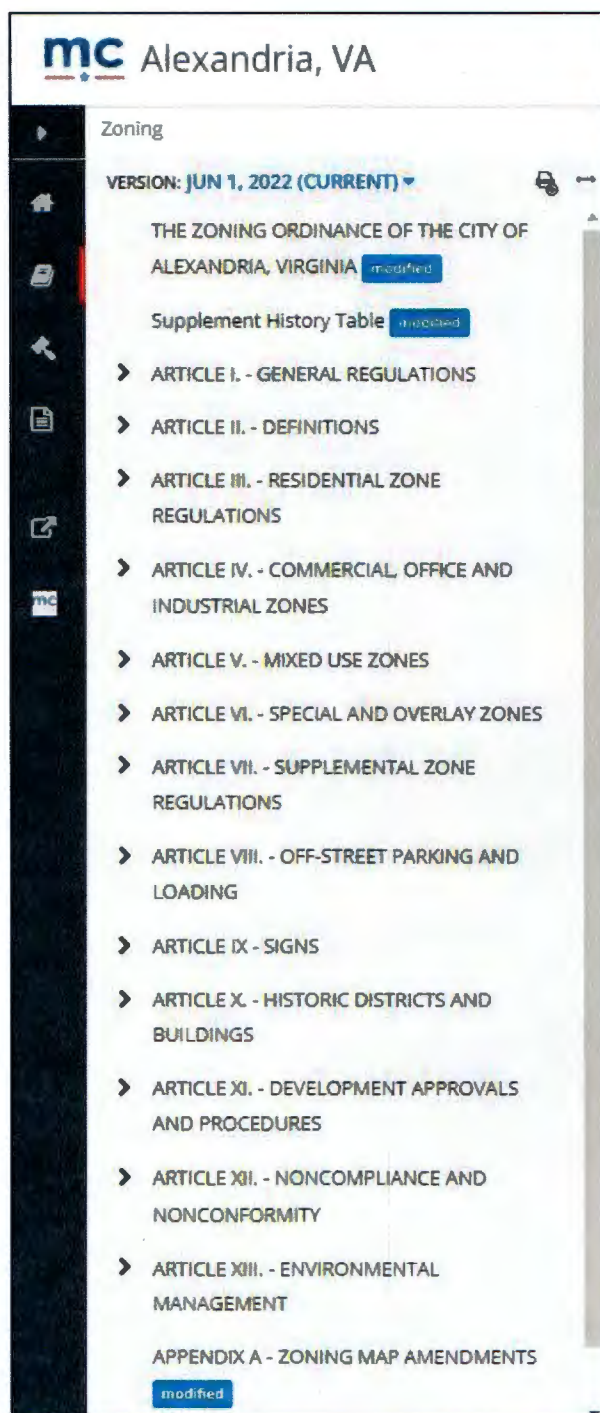 mc Alexandria, VA
Zoning
VERSION: JUN 1, 2022 (CURRENT)
THE ZONING ORDINANCE OF THE CITY OF
ALEXANDRIA, VIRGINIA modified
Supplement History Table modified
ARTICLE I. - GENERAL REGULATIONS
ARTICLE II. - DEFINITIONS
ARTICLE III. - RESIDENTIAL ZONE
REGULATIONS
ARTICLE IV. - COMMERCIAL, OFFICE AND
INDUSTRIAL ZONES
mc
ARTICLE V. - MIXED USE ZONES
ARTICLE VI. - SPECIAL AND OVERLAY ZONES
ARTICLE VII. - SUPPLEMENTAL ZONE
REGULATIONS
ARTICLE VIII. - OFF-STREET PARKING AND
LOADING
ARTICLE IX - SIGNS
ARTICLE X. - HISTORIC DISTRICTS AND
BUILDINGS
ARTICLE XI. - DEVELOPMENT APPROVALS
AND PROCEDURES
ARTICLE XII. - NONCOMPLIANCE AND
NONCONFORMITY
ARTICLE XIII. - ENVIRONMENTAL
MANAGEMENT
APPENDIX A - ZONING MAP AMENDMENTS
modified